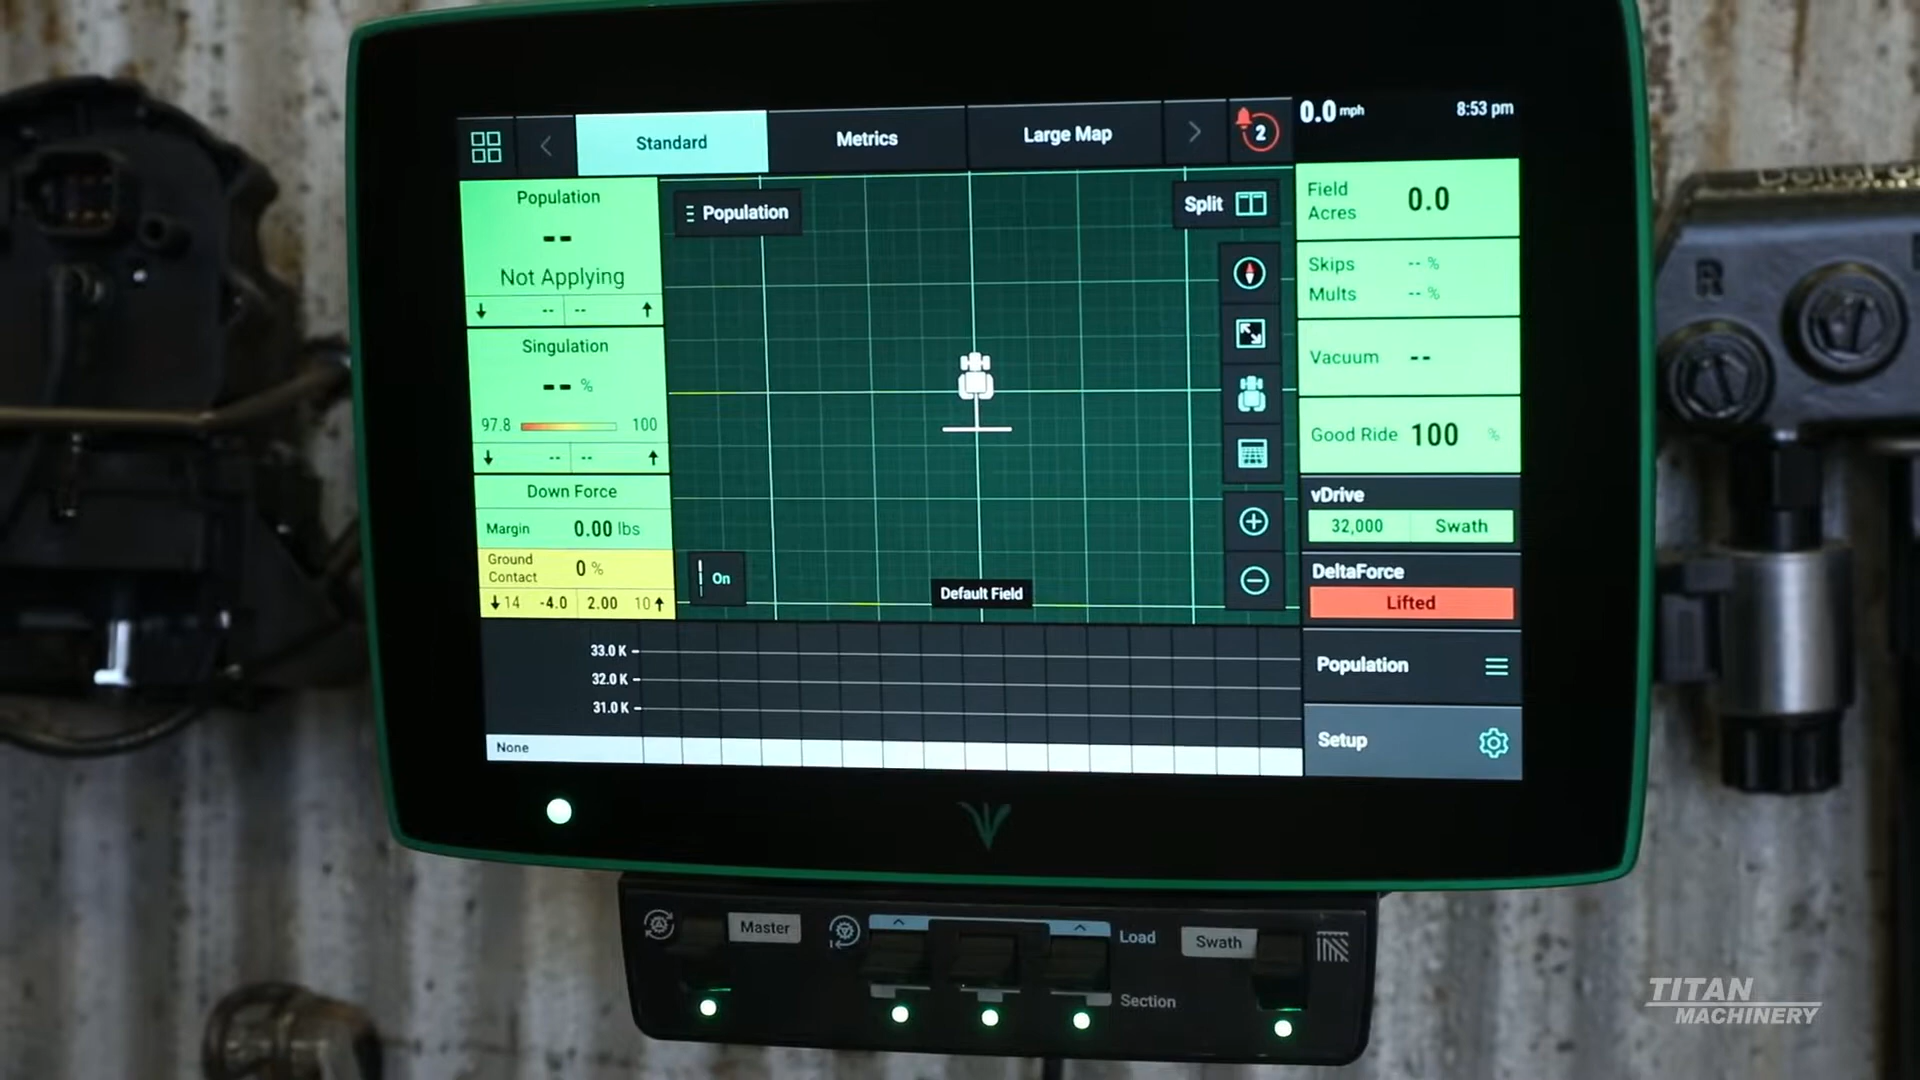 Standard
Metrics
Large Map
2
0.0 mph
8:53 pm
Population
--
Not Applying
-- --
Singulation
-- %
97.8 100
-- --
Down Force
Margin 0.00 lbs
Ground Contact 0 %
14 -4.0 2.00 10
Population
Split
On
Default Field
33.0 K
32.0 K
31.0 K
None
Field Acres 0.0
Skips -- %
Mults -- %
Vacuum --
Good Ride 100 %
vDrive
32,000 Swath
DeltaForce
Lifted
Population
Setup
Master
Load
Swath
Section
R
TITAN
MACHINERY